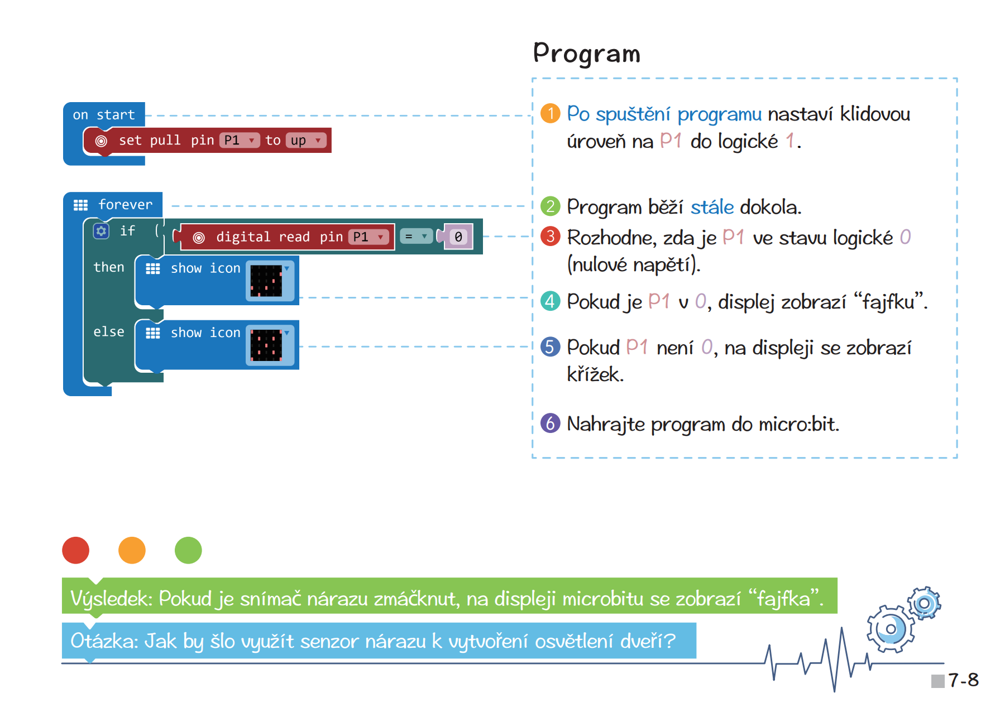 Program
on start
set pull pin P1 to up
forever
if digital read pin P1 = 0
then show icon
else show icon
1 Po spuštění programu nastaví klidovou
úroveň na P1 do logické 1.
2 Program běží stále dokola.
3 Rozhodne, zda je P1 ve stavu logické 0
(nulové napětí).
4 Pokud je P1 v 0, displej zobrazí “fajfku”.
5 Pokud P1 není 0, na displeji se zobrazí
křížek.
6 Nahrajte program do micro:bit.
Výsledek: Pokud je snímač nárazu zmáčknut, na displeji microbitu se zobrazí “fajfka”.
Otázka: Jak by šlo využít senzor nárazu k vytvoření osvětlení dveří?
7-8